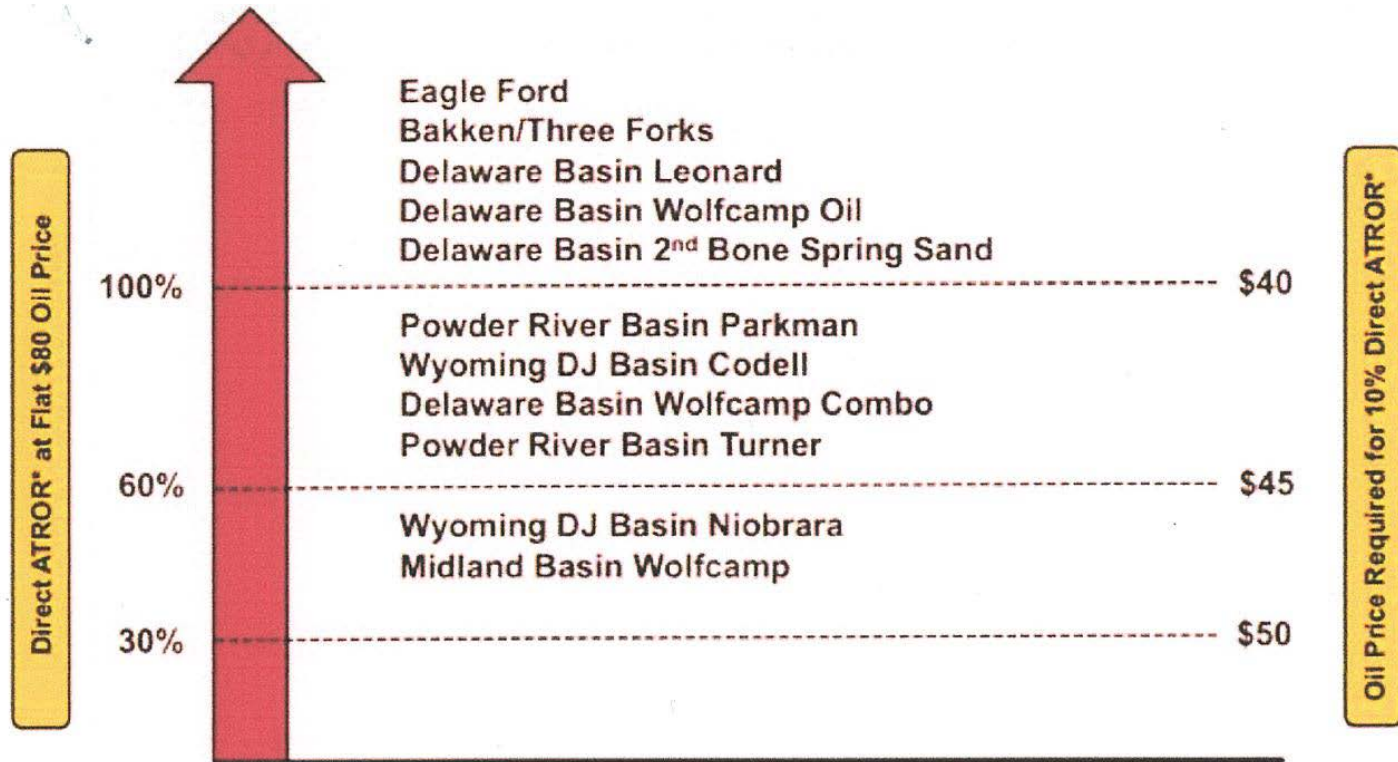 Direct ATROR* at Flat $80 Oil Price
Eagle Ford
Bakken/Three Forks
Delaware Basin Leonard
Delaware Basin Wolfcamp Oil
Delaware Basin 2nd Bone Spring Sand
100%
$40
Powder River Basin Parkman
Wyoming DJ Basin Codell
Delaware Basin Wolfcamp Combo
Powder River Basin Turner
60%
$45
Wyoming DJ Basin Niobrara
Midland Basin Wolfcamp
30%
$50
Oil Price Required for 10% Direct ATROR*